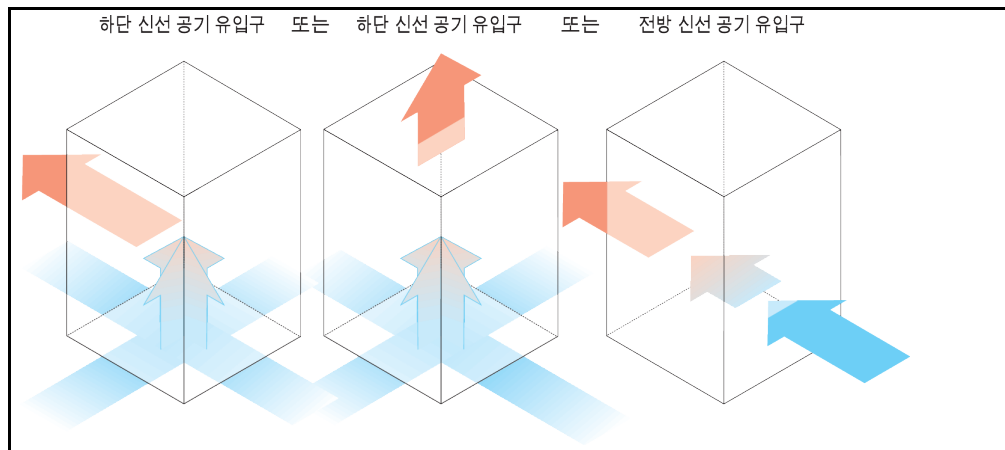 하단 신선 공기 유입구 또는 하단 신선 공기 유입구 또는 전방 신선 공기 유입구